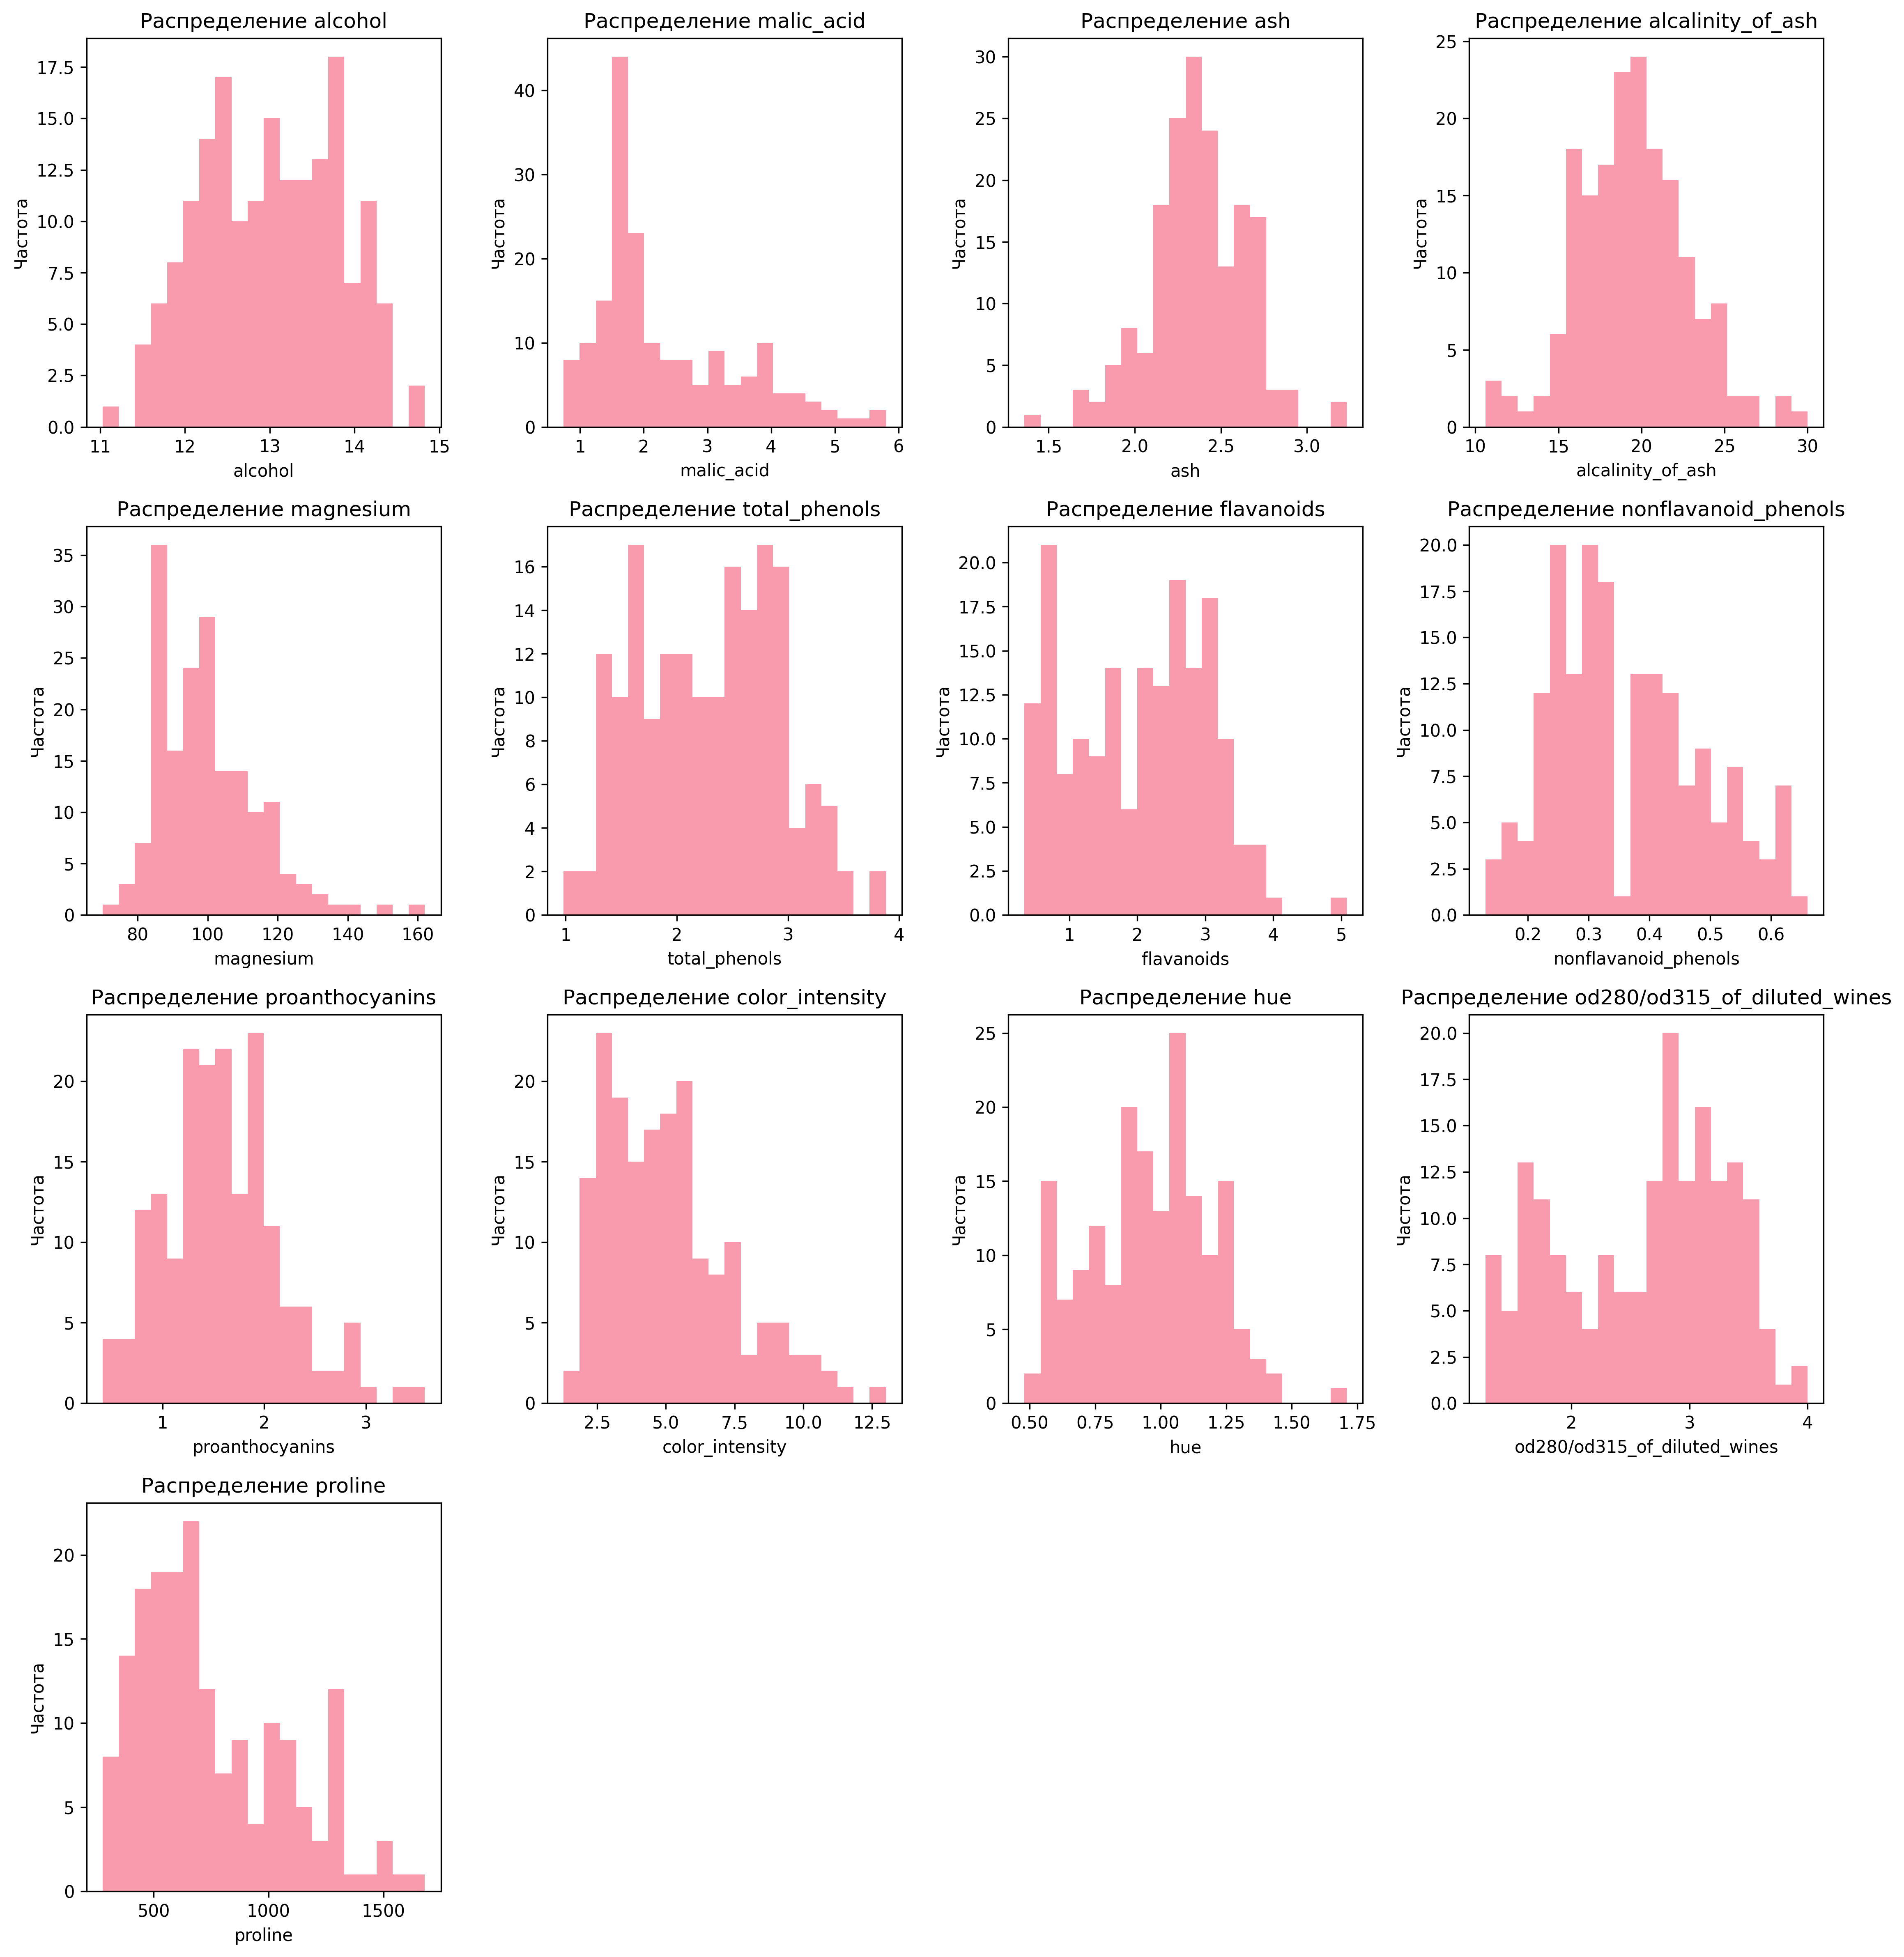 Распределение alcohol
Частота
17.5
15.0
12.5
10.0
7.5
5.0
2.5
0.0
11 12 13 14 15
alcohol
Распределение malic_acid
Частота
40
30
20
10
0
1 2 3 4 5 6
malic_acid
Распределение ash
Частота
30
25
20
15
10
5
0
1.5 2.0 2.5 3.0
ash
Распределение alcalinity_of_ash
Частота
25
20
15
10
5
0
10 15 20 25 30
alcalinity_of_ash
Распределение magnesium
Частота
35
30
25
20
15
10
5
0
80 100 120 140 160
magnesium
Распределение total_phenols
Частота
16
14
12
10
8
6
4
2
0
1 2 3 4
total_phenols
Распределение flavanoids
Частота
20.0
17.5
15.0
12.5
10.0
7.5
5.0
2.5
0.0
1 2 3 4 5
flavanoids
Распределение nonflavanoid_phenols
Частота
20.0
17.5
15.0
12.5
10.0
7.5
5.0
2.5
0.0
0.2 0.3 0.4 0.5 0.6
nonflavanoid_phenols
Распределение proanthocyanins
Частота
20
15
10
5
0
1 2 3
proanthocyanins
Распределение color_intensity
Частота
20
15
10
5
0
2.5 5.0 7.5 10.0 12.5
color_intensity
Распределение hue
Частота
25
20
15
10
5
0
0.50 0.75 1.00 1.25 1.50 1.75
hue
Распределение od280/od315_of_diluted_wines
Частота
20.0
17.5
15.0
12.5
10.0
7.5
5.0
2.5
0.0
2 3 4
od280/od315_of_diluted_wines
Распределение proline
Частота
20
15
10
5
0
500 1000 1500
proline